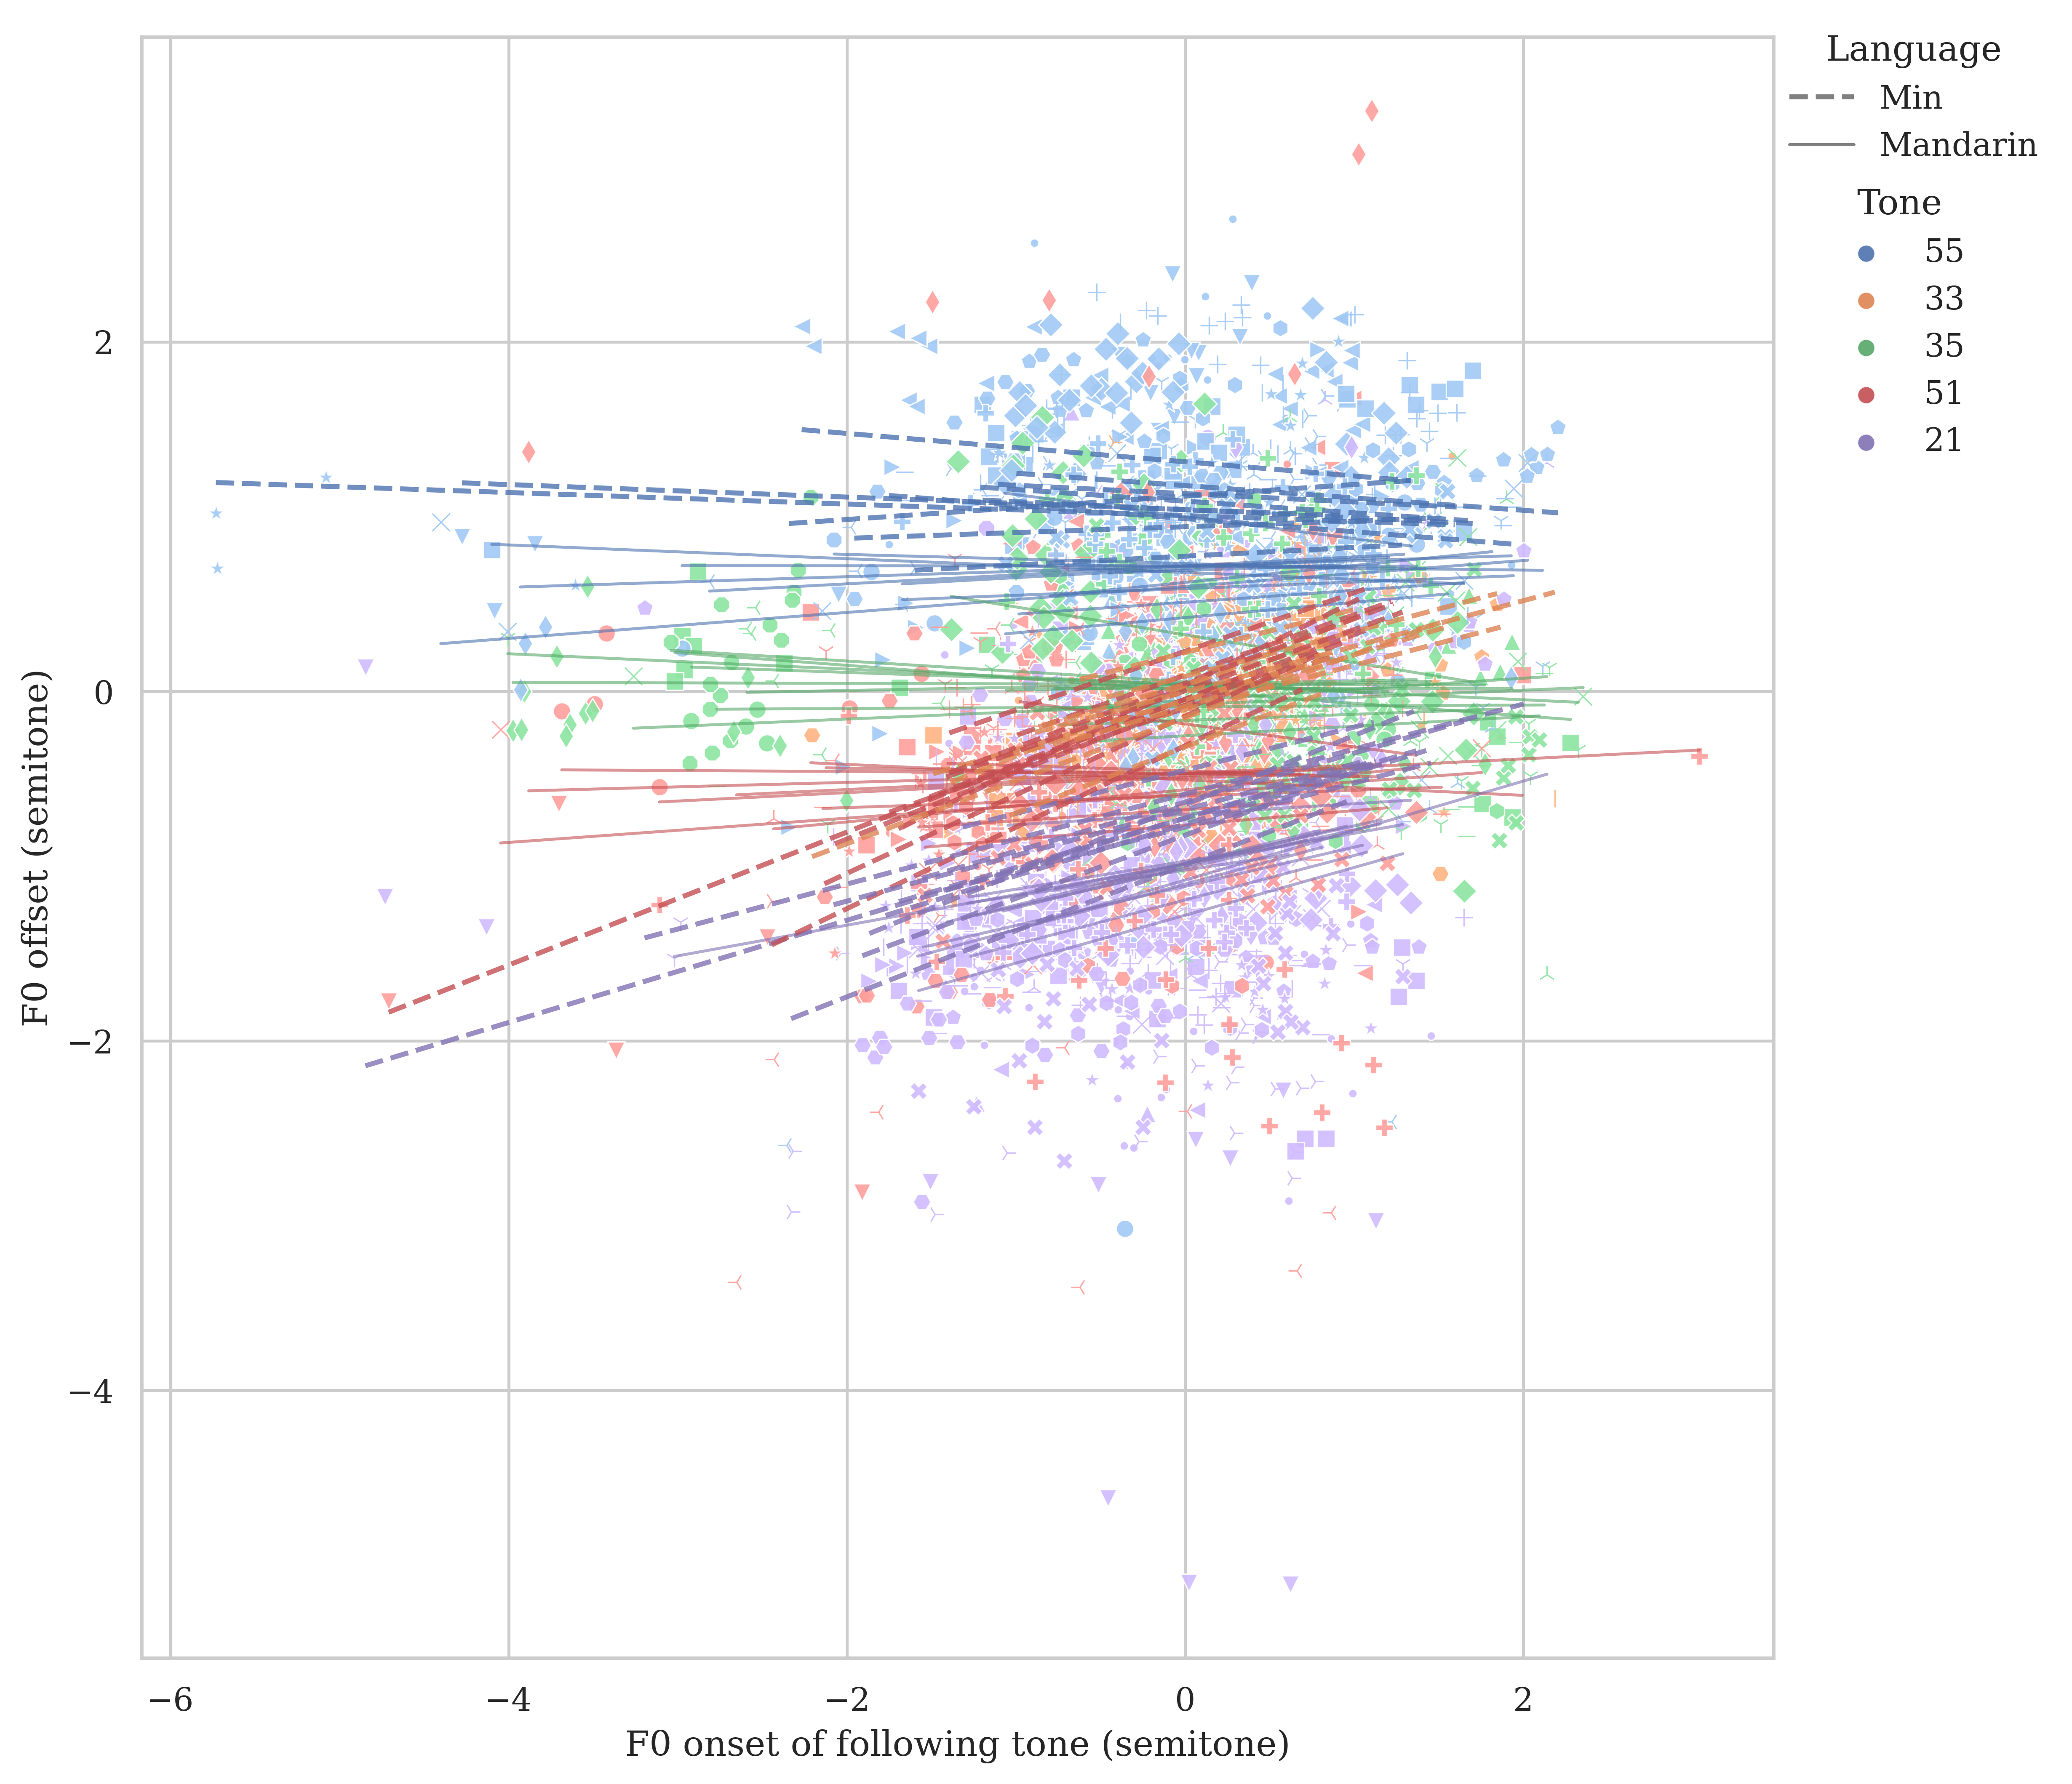 Language
Min
Mandarin
Tone
55
33
35
51
21
2
0
−2
−4
−6
−4
−2
0
2
F0 offset (semitone)
F0 onset of following tone (semitone)